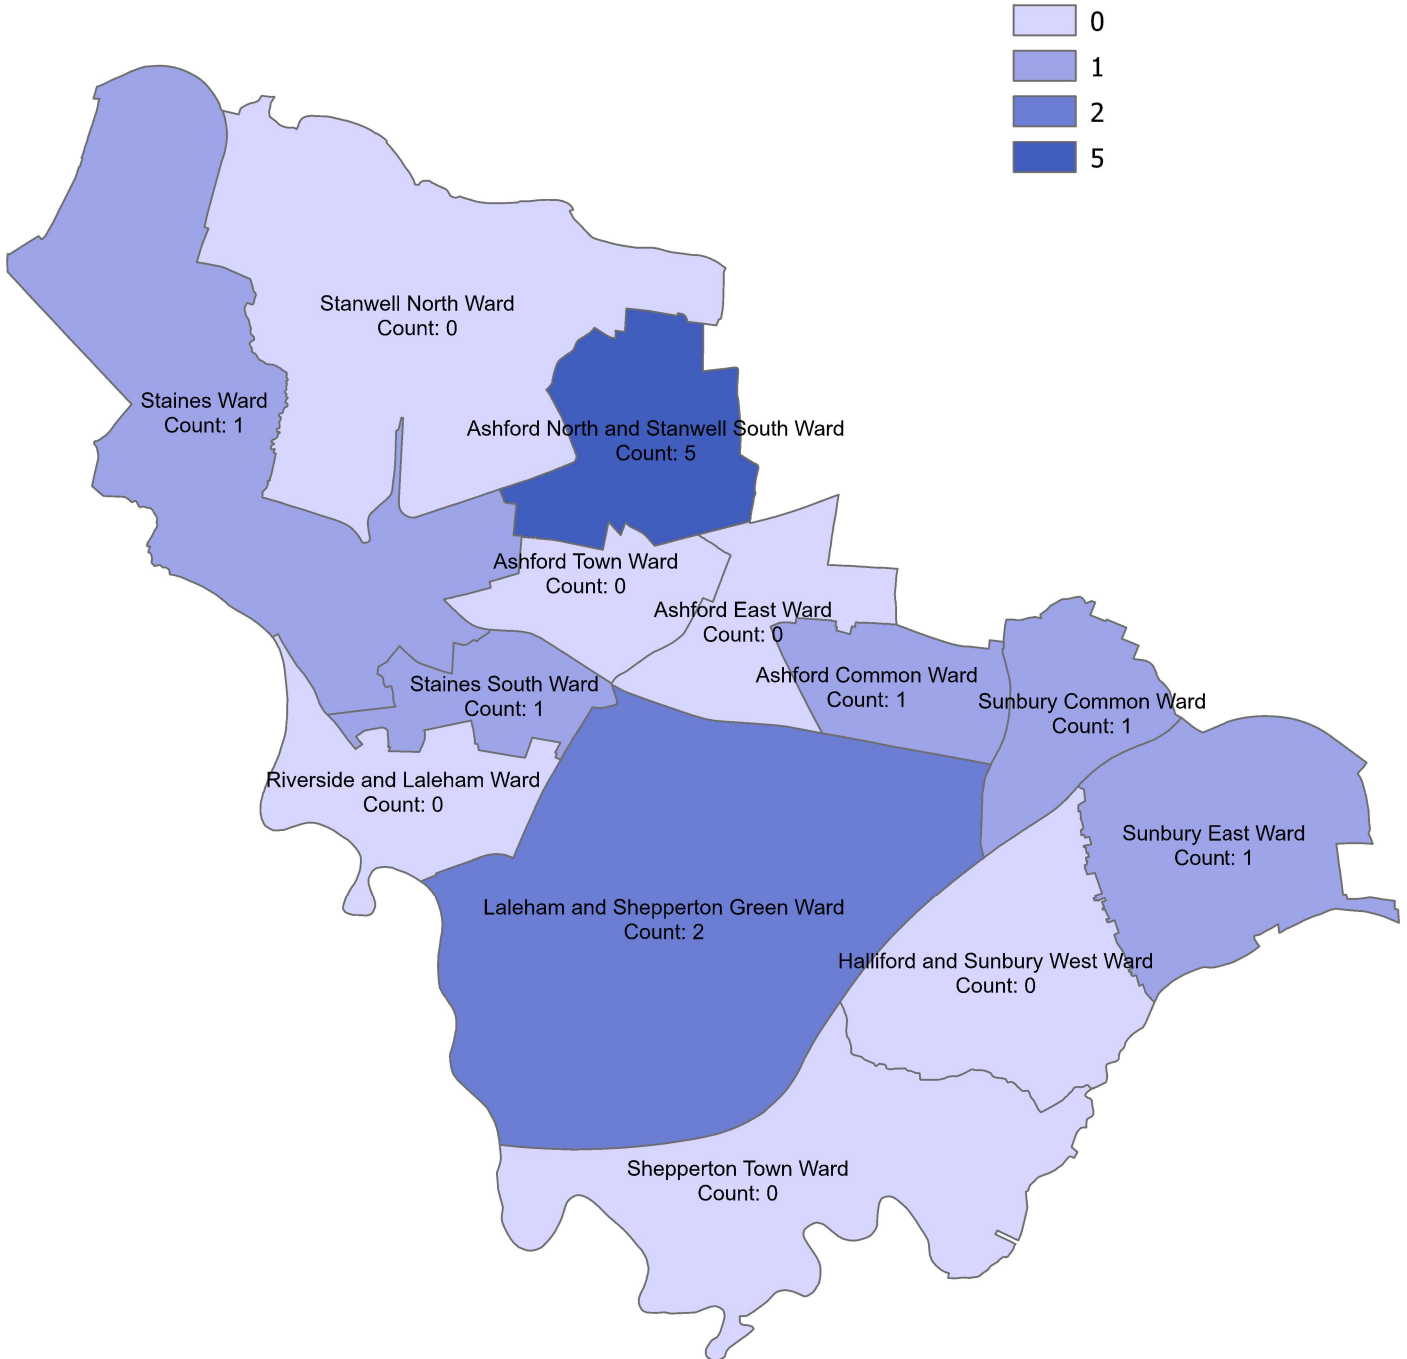 0
1
2
5
Stanwell North Ward
Count: 0
Staines Ward
Count: 1
Ashford North and Stanwell South Ward
Count: 5
Ashford Town Ward
Count: 0
Ashford East Ward
Count: 0
Ashford Common Ward
Count: 1
Staines South Ward
Count: 1
Sunbury Common Ward
Count: 1
Riverside and Laleham Ward
Count: 0
Sunbury East Ward
Count: 1
Laleham and Shepperton Green Ward
Count: 2
Halliford and Sunbury West Ward
Count: 0
Shepperton Town Ward
Count: 0